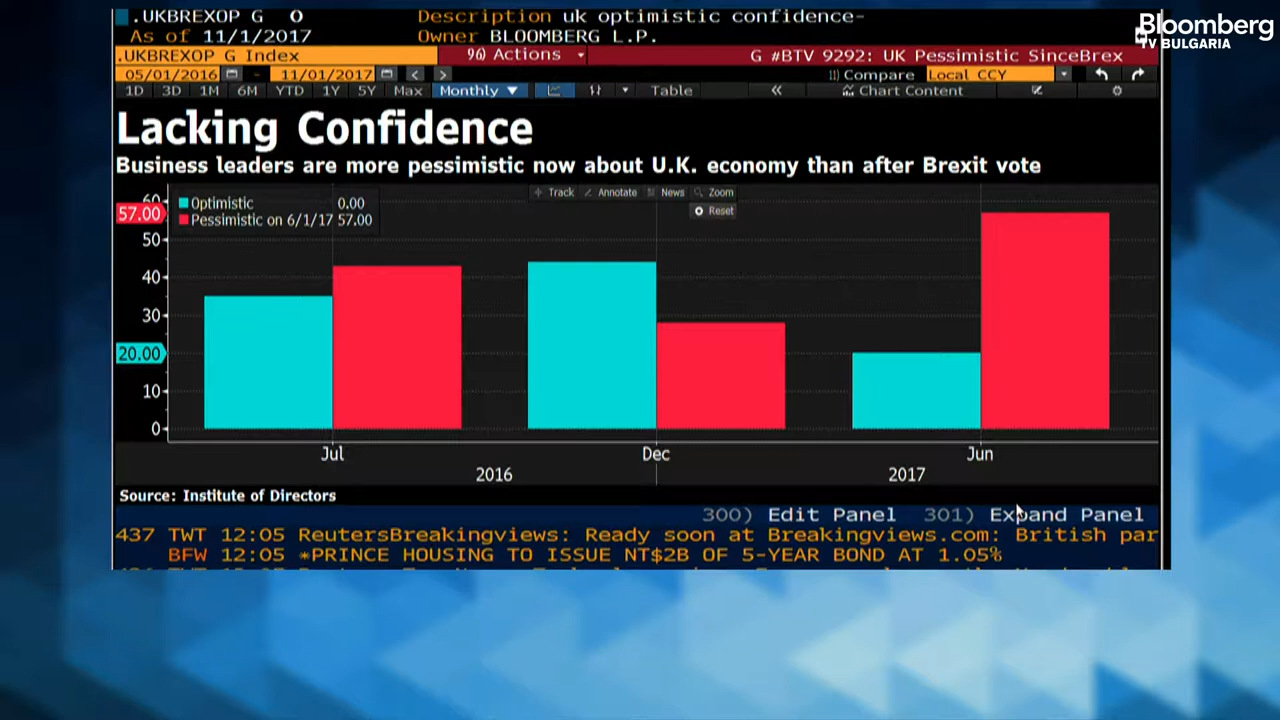 .UKBREXOP G Description uk optimistic confidence-
As of 11/1/2017 Owner BLOOMBERG L.P.
Bloomberg
TV BULGARIA
.UKBREXOP G Index 96) Actions G #BTV 9292: UK Pessimistic SinceBrex
05/01/2016 - 11/01/2017 < > Compare Local CCY
1D 3D 1M 6M YTD 1Y 5Y Max Monthly ▼ Table « Chart Content
Lacking Confidence
Business leaders are more pessimistic now about U.K. economy than after Brexit vote
Track Annotate News Zoom
Reset
Optimistic 0.00
Pessimistic on 6/1/17 57.00
60
57.00
50
40
30
20.00
10
0
Jul Dec Jun
2016 2017
Source: Institute of Directors
300) Edit Panel 301) Expand Panel
437 TWT 12:05 ReutersBreakingviews: Ready soon at Breakingviews.com: British par
BFW 12:05 *PRINCE HOUSING TO ISSUE NT$2B OF 5-YEAR BOND AT 1.05%